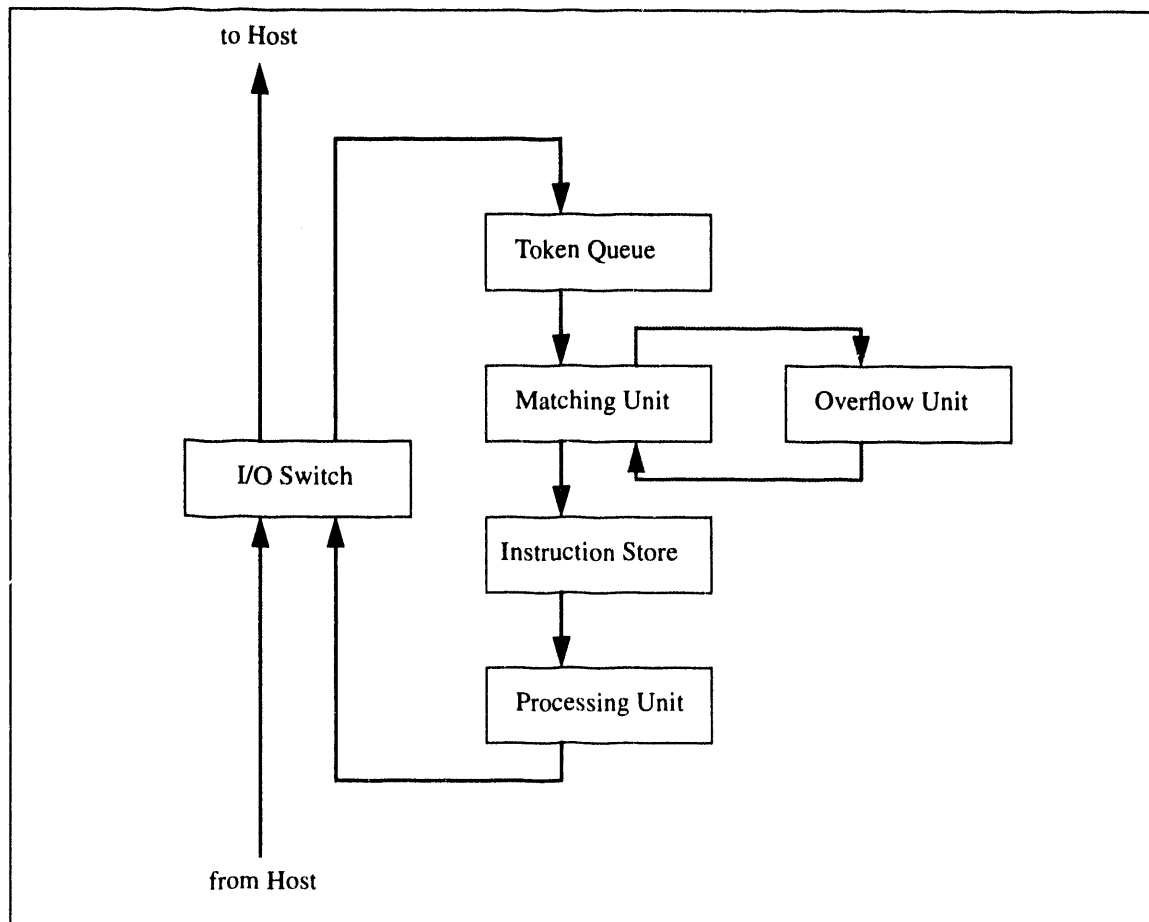 to Host
Token Queue
Matching Unit
Overflow Unit
I/O Switch
Instruction Store
Processing Unit
from Host